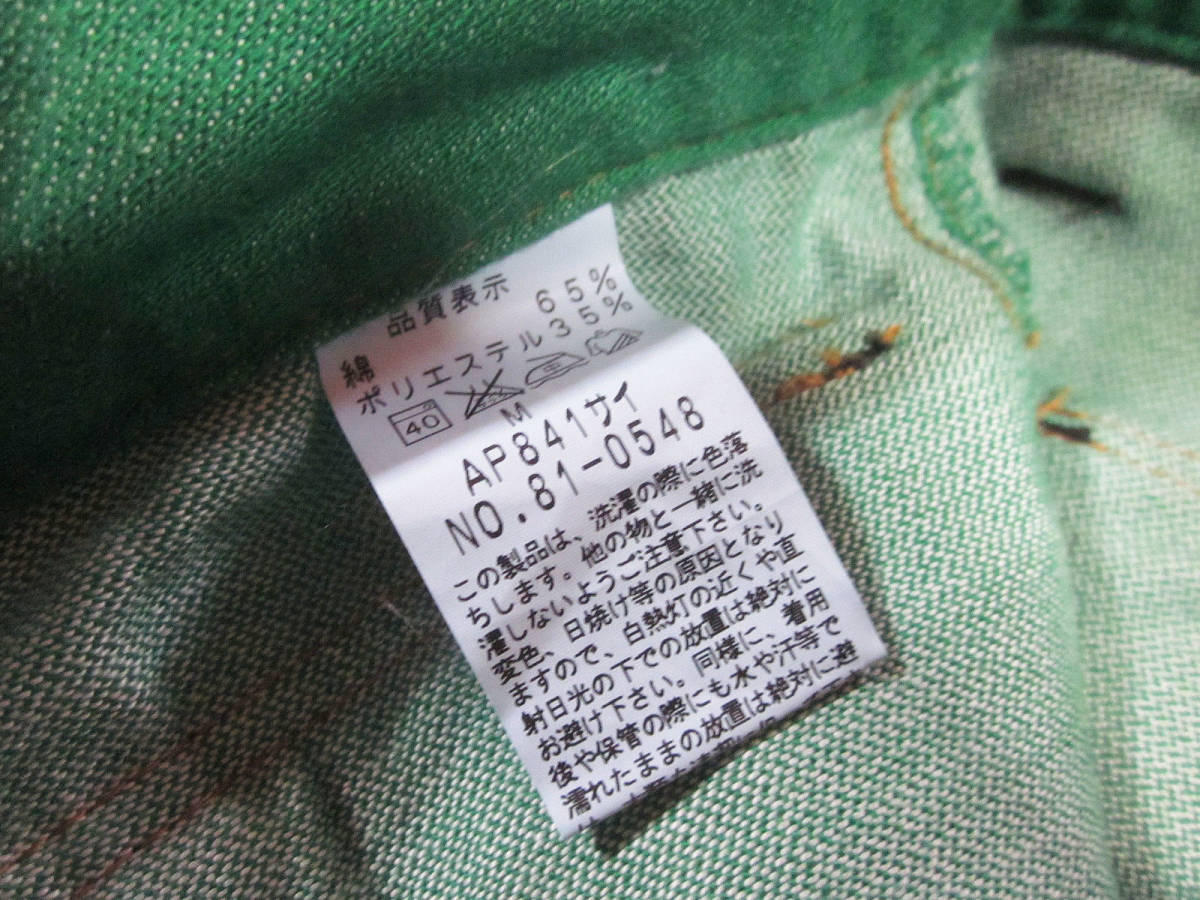 品質表示
綿 65%
ポリエステル35%
40
M
AP841サイ
NO.81-0548
この製品は、洗濯の際に色落
ちします。他の物と一緒に洗
濯しないようご注意下さい。
変色、日焼け等の原因となり
ますので、白熱灯の近くや直
射日光の下での放置は絶対に
お避け下さい。同様に、着用
後や保管の際にも水や汗等で
濡れたままの放置は絶対に避